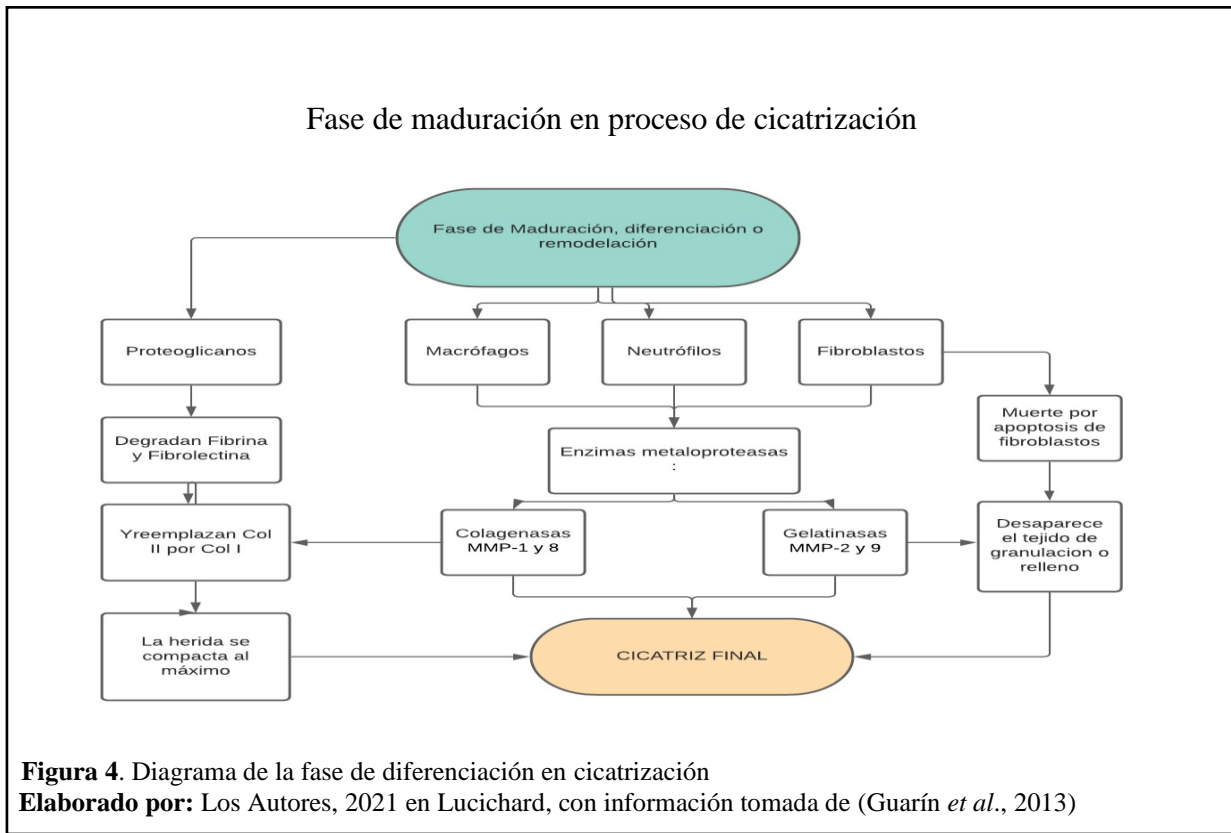 Fase de maduración en proceso de cicatrización
Fase de Maduración, diferenciación o
remodelación
Proteoglicanos
Macrófagos
Neutrófilos
Fibroblastos
Degradan Fibrina
y Fibrolectina
Enzimas metaloproteasas
:
Muerte por
apoptosis de
fibroblastos
Yreemplazan Col
II por Col I
Colagenasas
MMP-1 y 8
Gelatinasas
MMP-2 y 9
Desaparece
el tejido de
granulacion o
relleno
La herida se
compacta al
máximo
CICATRIZ FINAL
Figura 4. Diagrama de la fase de diferenciación en cicatrización
Elaborado por: Los Autores, 2021 en Lucichard, con información tomada de (Guarín et al., 2013)